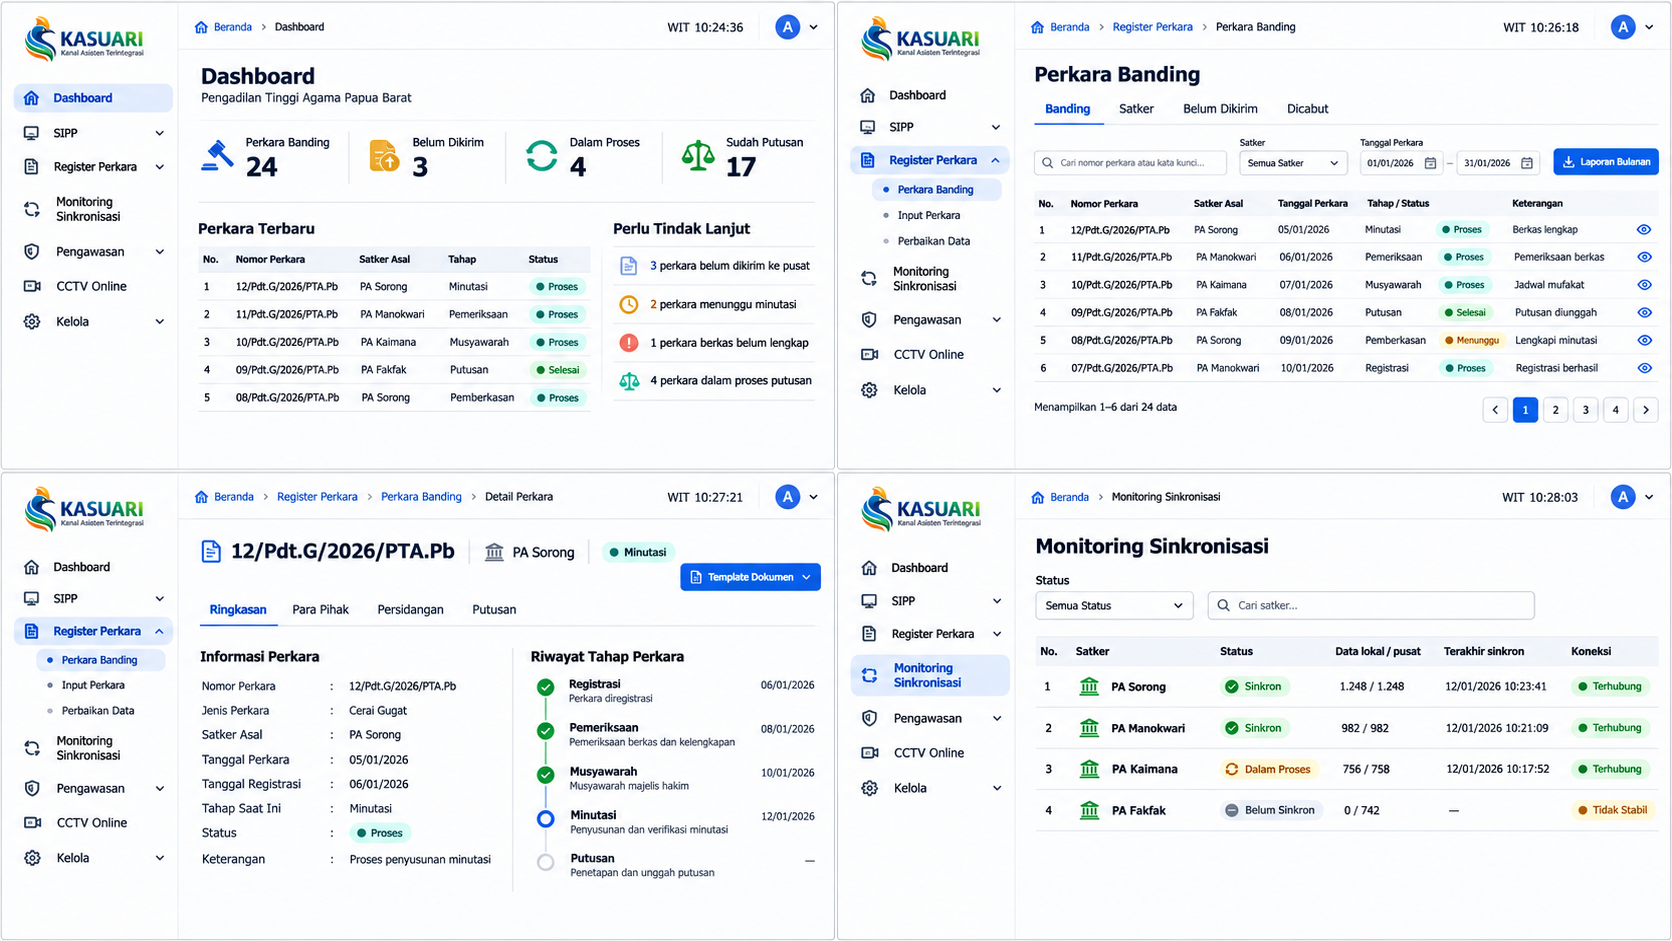 KASUARI
Kanal Asisten Terintegrasi
Dashboard
SIPP
Register Perkara
Monitoring
Sinkronisasi
Pengawasan
CCTV Online
Kelola
Beranda > Dashboard
WIT 10:24:36
A
Dashboard
Pengadilan Tinggi Agama Papua Barat
Perkara Banding
24
Belum Dikirim
3
Dalam Proses
4
Sudah Putusan
17
Perkara Terbaru
No. Nomor Perkara Satker Asal Tahap Status
1 12/Pdt.G/2026/PTA.Pb PA Sorong Minutasi Proses
2 11/Pdt.G/2026/PTA.Pb PA Manokwari Pemeriksaan Proses
3 10/Pdt.G/2026/PTA.Pb PA Kaimana Musyawarah Proses
4 09/Pdt.G/2026/PTA.Pb PA Fakfak Putusan Selesai
5 08/Pdt.G/2026/PTA.Pb PA Sorong Pemberkasan Proses
Perlu Tindak Lanjut
3 perkara belum dikirim ke pusat
2 perkara menunggu minutasi
1 perkara berkas belum lengkap
4 perkara dalam proses putusan
KASUARI
Kanal Asisten Terintegrasi
Dashboard
SIPP
Register Perkara
Perkara Banding
Input Perkara
Perbaikan Data
Monitoring
Sinkronisasi
Pengawasan
CCTV Online
Kelola
Beranda > Register Perkara > Perkara Banding
WIT 10:26:18
A
Perkara Banding
Banding Satker Belum Dikirim Dicabut
Cari nomor perkara atau kata kunci...
Satker
Semua Satker
Tanggal Perkara
01/01/2026 – 31/01/2026
Laporan Bulanan
No. Nomor Perkara Satker Asal Tanggal Perkara Tahap / Status Keterangan
1 12/Pdt.G/2026/PTA.Pb PA Sorong 05/01/2026 Minutasi Proses Berkas lengkap
2 11/Pdt.G/2026/PTA.Pb PA Manokwari 06/01/2026 Pemeriksaan Proses Pemeriksaan berkas
3 10/Pdt.G/2026/PTA.Pb PA Kaimana 07/01/2026 Musyawarah Proses Jadwal mufakat
4 09/Pdt.G/2026/PTA.Pb PA Fakfak 08/01/2026 Putusan Selesai Putusan diunggah
5 08/Pdt.G/2026/PTA.Pb PA Sorong 09/01/2026 Pemberkasan Menunggu Lengkapi minutasi
6 07/Pdt.G/2026/PTA.Pb PA Manokwari 10/01/2026 Registrasi Proses Registrasi berhasil
Menampilkan 1–6 dari 24 data
1 2 3 4
KASUARI
Kanal Asisten Terintegrasi
Dashboard
SIPP
Register Perkara
Perkara Banding
Input Perkara
Perbaikan Data
Monitoring
Sinkronisasi
Pengawasan
CCTV Online
Kelola
Beranda > Register Perkara > Perkara Banding > Detail Perkara
WIT 10:27:21
A
12/Pdt.G/2026/PTA.Pb PA Sorong Minutasi
Template Dokumen
Ringkasan Para Pihak Persidangan Putusan
Informasi Perkara
Nomor Perkara : 12/Pdt.G/2026/PTA.Pb
Jenis Perkara : Cerai Gugat
Satker Asal : PA Sorong
Tanggal Perkara : 05/01/2026
Tanggal Registrasi : 06/01/2026
Tahap Saat Ini : Minutasi
Status : Proses
Keterangan : Proses penyusunan minutasi
Riwayat Tahap Perkara
Registrasi 06/01/2026
Perkara diregistrasi
Pemeriksaan 08/01/2026
Pemeriksaan berkas dan kelengkapan
Musyawarah 10/01/2026
Musyawarah majelis hakim
Minutasi 12/01/2026
Penyusunan dan verifikasi minutasi
Putusan —
Penetapan dan unggah putusan
KASUARI
Kanal Asisten Terintegrasi
Dashboard
SIPP
Register Perkara
Monitoring
Sinkronisasi
Pengawasan
CCTV Online
Kelola
Beranda > Monitoring Sinkronisasi
WIT 10:28:03
A
Monitoring Sinkronisasi
Status
Semua Status
Cari satker...
No. Satker Status Data lokal / pusat Terakhir sinkron Koneksi
1 PA Sorong Sinkron 1.248 / 1.248 12/01/2026 10:23:41 Terhubung
2 PA Manokwari Sinkron 982 / 982 12/01/2026 10:21:09 Terhubung
3 PA Kaimana Dalam Proses 756 / 758 12/01/2026 10:17:52 Terhubung
4 PA Fakfak Belum Sinkron 0 / 742 — Tidak Stabil